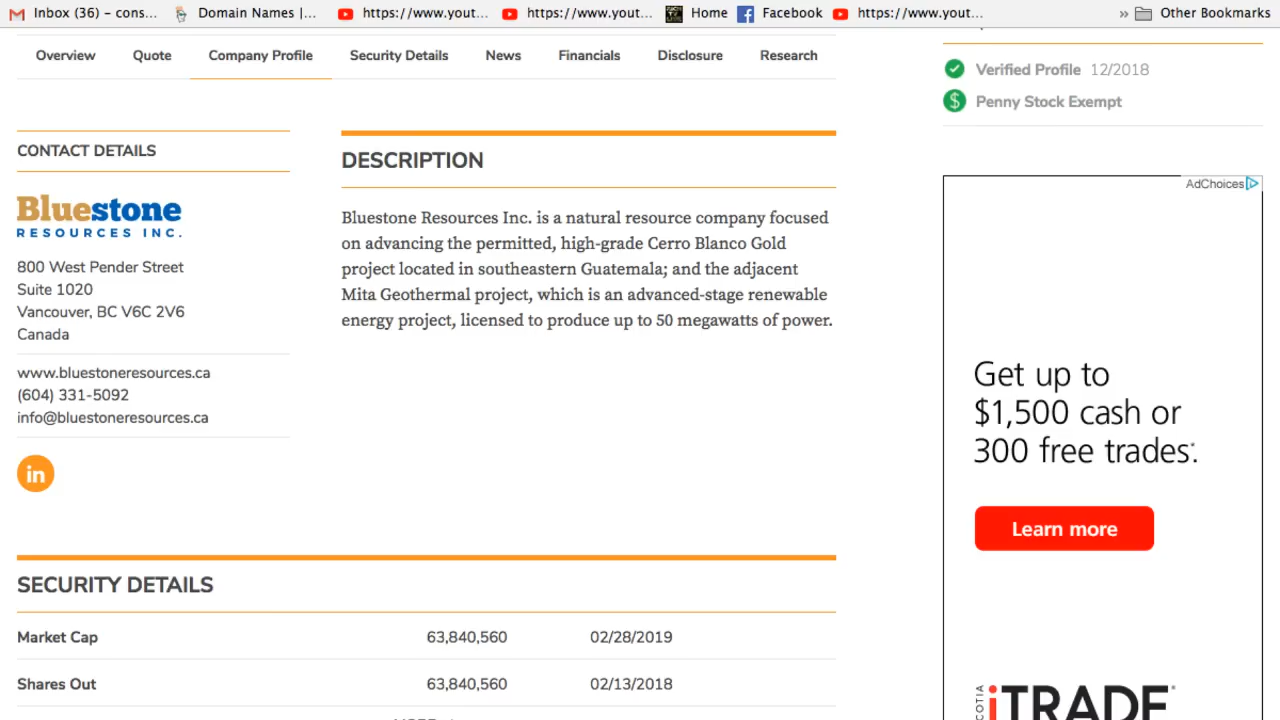 Inbox (36) – cons...
Domain Names |...
https://www.yout...
https://www.yout...
Home
Facebook
https://www.yout...
»
Other Bookmarks
Overview
Quote
Company Profile
Security Details
News
Financials
Disclosure
Research
Verified Profile 12/2018
Penny Stock Exempt
CONTACT DETAILS
Bluestone
RESOURCES INC.
800 West Pender Street
Suite 1020
Vancouver, BC V6C 2V6
Canada
www.bluestoneresources.ca
(604) 331-5092
info@bluestoneresources.ca
in
DESCRIPTION
Bluestone Resources Inc. is a natural resource company focused
on advancing the permitted, high-grade Cerro Blanco Gold
project located in southeastern Guatemala; and the adjacent
Mita Geothermal project, which is an advanced-stage renewable
energy project, licensed to produce up to 50 megawatts of power.
SECURITY DETAILS
Market Cap 63,840,560 02/28/2019
Shares Out 63,840,560 02/13/2018
AdChoices
Get up to
$1,500 cash or
300 free trades*.
Learn more
SCOTIA
iTRADE®